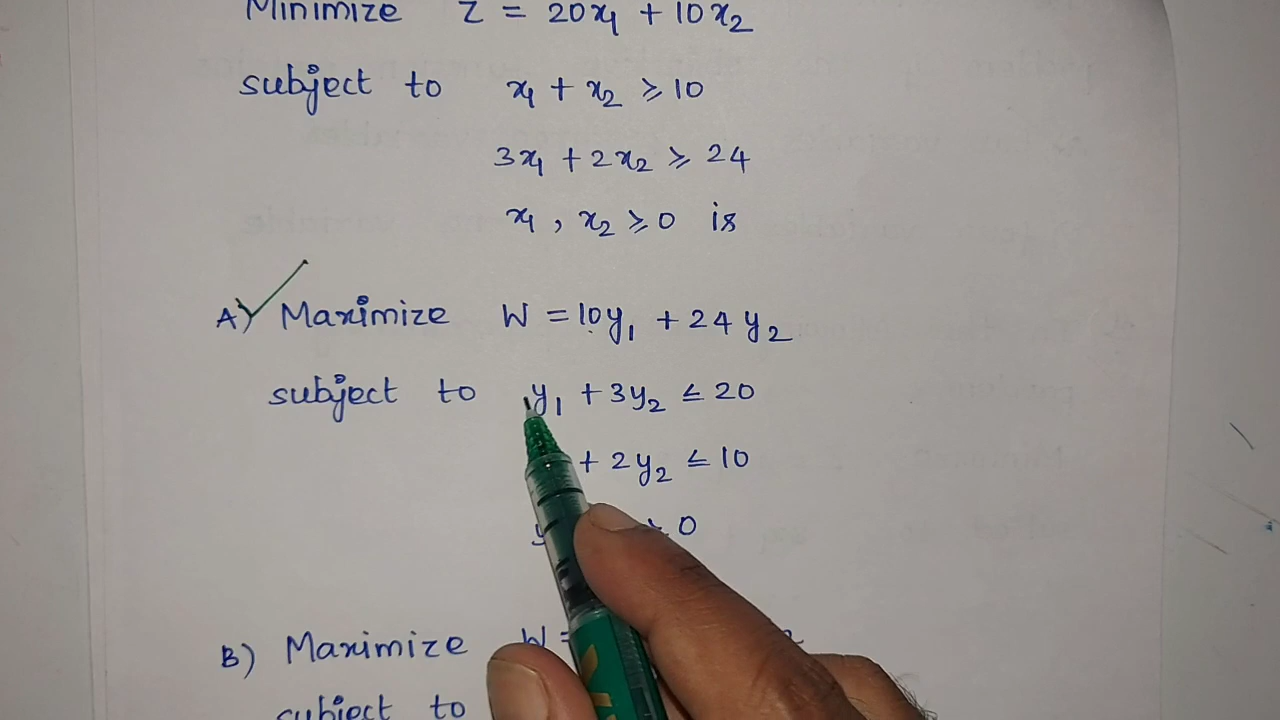 Minimize Z = 20x₁ + 10x₂
subject to x₁ + x₂ ≥ 10
3x₁ + 2x₂ ≥ 24
x₁ , x₂ ≥ 0 is
A) Maximize W = 10y₁ + 24y₂
subject to y₁ + 3y₂ ≤ 20
+ 2y₂ ≤ 10
0
B) Maximize W =
subject to